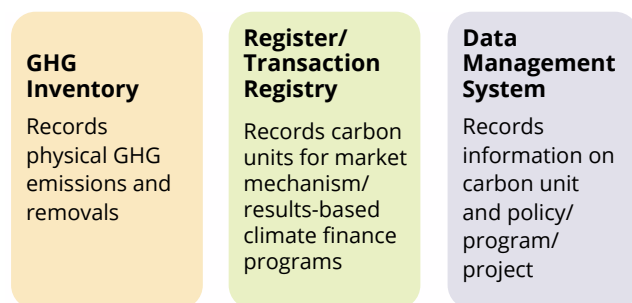 GHG
Inventory
Records
physical GHG
emissions and
removals
Register/
Transaction
Registry
Records carbon
units for market
mechanism/
results-based
climate finance
programs
Data
Management
System
Records
information on
carbon unit
and policy/
program/
project